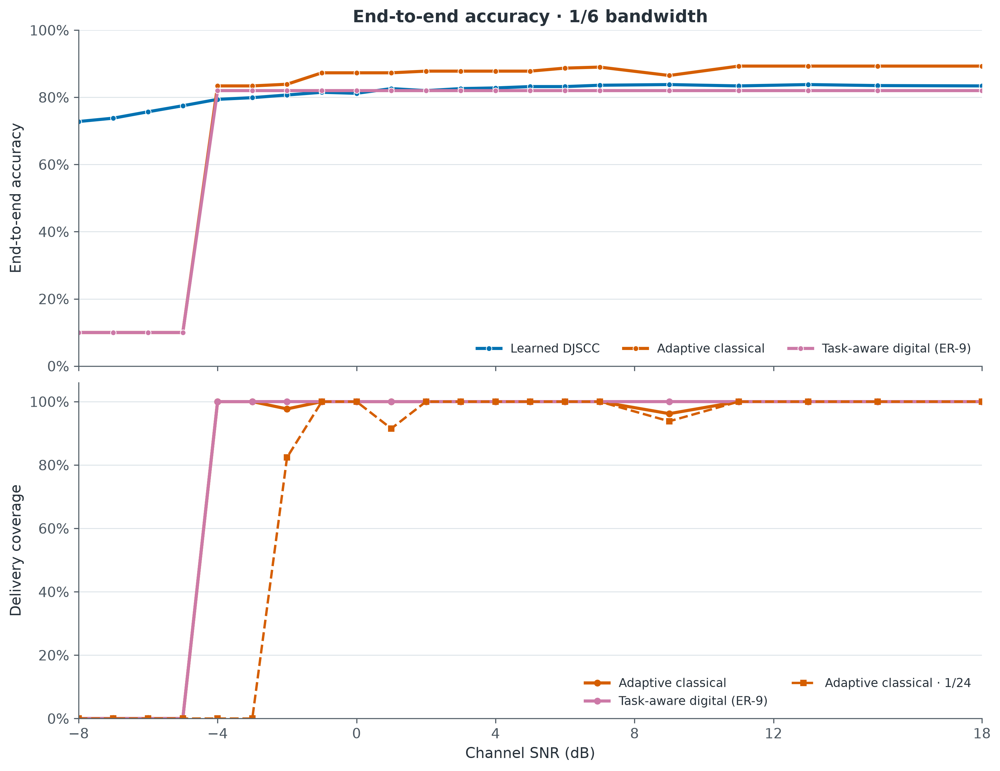 End-to-end accuracy · 1/6 bandwidth
100%
80%
60%
40%
20%
0%
End-to-end accuracy
Learned DJSCC
Adaptive classical
Task-aware digital (ER-9)
100%
80%
60%
40%
20%
0%
Delivery coverage
Adaptive classical
Adaptive classical · 1/24
Task-aware digital (ER-9)
−8
−4
0
4
8
12
18
Channel SNR (dB)